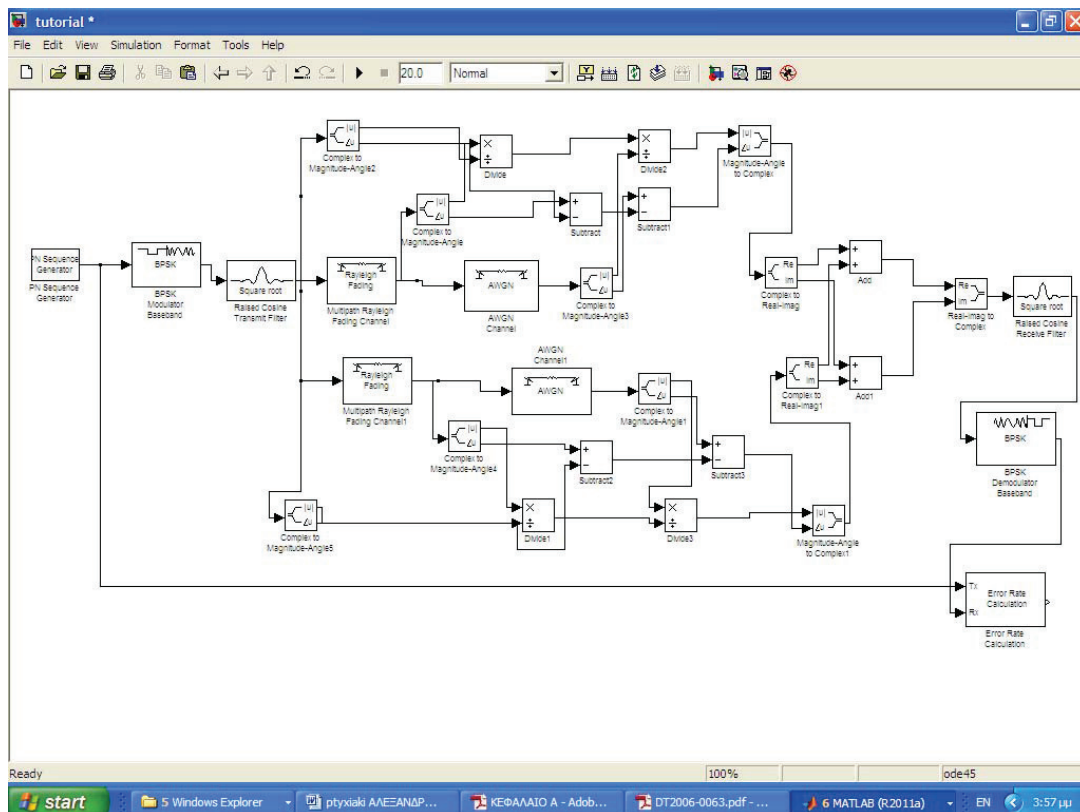 tutorial *
File Edit View Simulation Format Tools Help
20.0
Normal
|u|
∠u
Complex to
Magnitude-Angle2
×
÷
Divide
×
÷
Divide2
|u|
∠u
Magnitude-Angle
to Complex
|u|
∠u
Complex to
Magnitude-Angle
+
−
Subtract
+
−
Subtract1
PN Sequence
Generator
PN Sequence
Generator
BPSK
BPSK
Modulator
Baseband
Square root
Raised Cosine
Transmit Filter
Rayleigh
Fading
Multipath Rayleigh
Fading Channel
AWGN
AWGN
Channel
|u|
∠u
Complex to
Magnitude-Angle3
Re
Im
Complex to
Real-Imag
+
+
Add
Re
Im
Real-Imag to
Complex
Square root
Raised Cosine
Receive Filter
Rayleigh
Fading
Multipath Rayleigh
Fading Channel1
AWGN
Channel1
AWGN
|u|
∠u
Complex to
Magnitude-Angle1
Re
Im
Complex to
Real-Imag1
+
+
Add1
|u|
∠u
Complex to
Magnitude-Angle4
+
−
Subtract2
+
−
Subtract3
BPSK
BPSK
Demodulator
Baseband
|u|
∠u
Complex to
Magnitude-Angle5
×
÷
Divide1
×
÷
Divide3
|u|
∠u
Magnitude-Angle
to Complex1
Tx
Rx
Error Rate
Calculation
Error Rate
Calculation
Ready
100%
ode45
start
5 Windows Explorer
ptyxiaki ΑΛΕΞΑΝΔΡ...
ΚΕΦΑΛΑΙΟ Α - Adob...
DT2006-0063.pdf - ...
6 MATLAB (R2011a)
EN
3:57 μμ